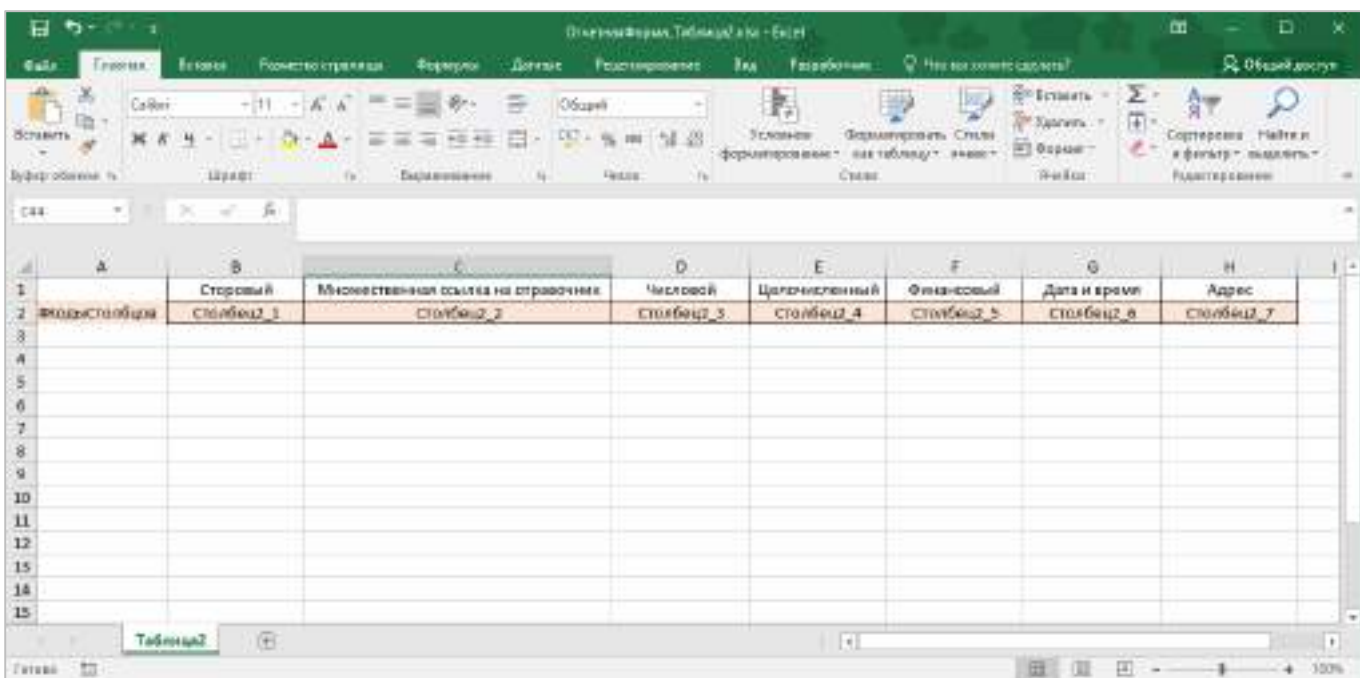 ОтчетнаяФорма_Таблица2.xlsx - Excel
Файл Главная Вставка Разметка страницы Формулы Данные Рецензирование Вид Разработчик Что вы хотите сделать? Общий доступ
Вставить Calibri 11 Общий Условное форматирование Форматировать как таблицу Стили ячеек Вставить Удалить Формат Сортировка и фильтр Найти и выделить
Ж К Ч
Буфер обмена Шрифт Выравнивание Число Стили Ячейки Редактирование
A B C D E F G H I
1 Сторовый Множественная ссылка на справочник Числовой Целочисленный Финансовый Дата и время Адрес
2 #КодыСтолбцов Столбец2_1 Столбец2_2 Столбец2_3 Столбец2_4 Столбец2_5 Столбец2_6 Столбец2_7
3
4
5
6
7
8
9
10
11
12
13
14
15
Таблица2
Готово 100%